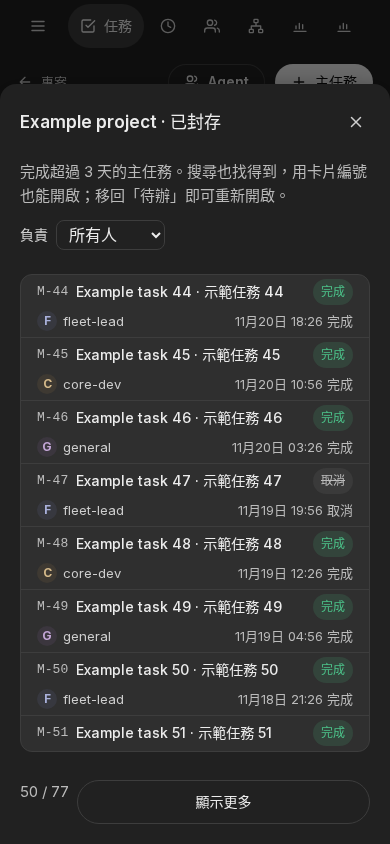 任務
專案
Agent
主任務
Example project · 已封存
完成超過 3 天的主任務。搜尋也找得到，用卡片編號
也能開啟；移回「待辦」即可重新開啟。
負責 所有人
M-44 Example task 44 · 示範任務 44 完成
F fleet-lead 11月20日 18:26 完成
M-45 Example task 45 · 示範任務 45 完成
C core-dev 11月20日 10:56 完成
M-46 Example task 46 · 示範任務 46 完成
G general 11月20日 03:26 完成
M-47 Example task 47 · 示範任務 47 取消
F fleet-lead 11月19日 19:56 取消
M-48 Example task 48 · 示範任務 48 完成
C core-dev 11月19日 12:26 完成
M-49 Example task 49 · 示範任務 49 完成
G general 11月19日 04:56 完成
M-50 Example task 50 · 示範任務 50 完成
F fleet-lead 11月18日 21:26 完成
M-51 Example task 51 · 示範任務 51 完成
50 / 77 顯示更多